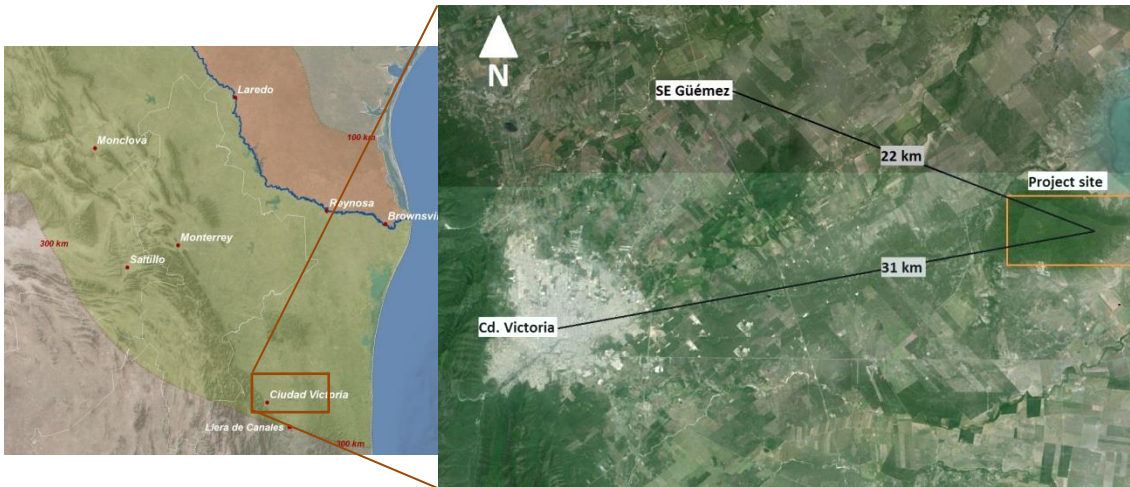 Laredo
Monclova
100 km
Reynosa
Brownsvi
Monterrey
300 km
Saltillo
Ciudad Victoria
Llera de Canales
300 km
N
SE Güémez
22 km
Project site
31 km
Cd. Victoria